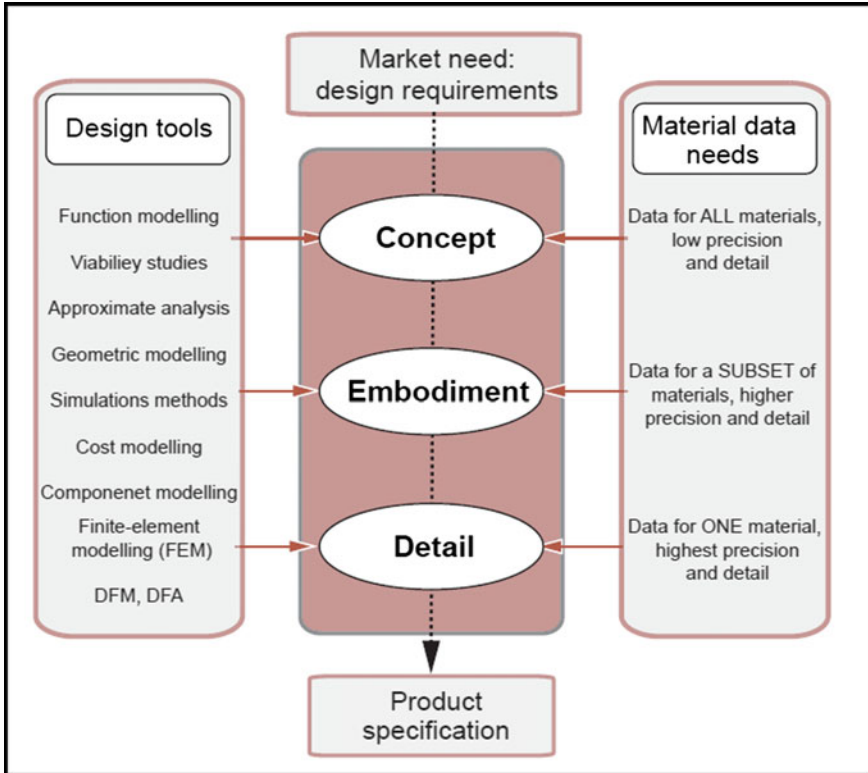 Market need:
design requirements
Design tools
Function modelling
Viabiliey studies
Approximate analysis
Geometric modelling
Simulations methods
Cost modelling
Componenet modelling
Finite-element
modelling (FEM)
DFM, DFA
Concept
Embodiment
Detail
Material data
needs
Data for ALL materials,
low precision
and detail
Data for a SUBSET of
materials, higher
precision and detail
Data for ONE material,
highest precision
and detail
Product
specification